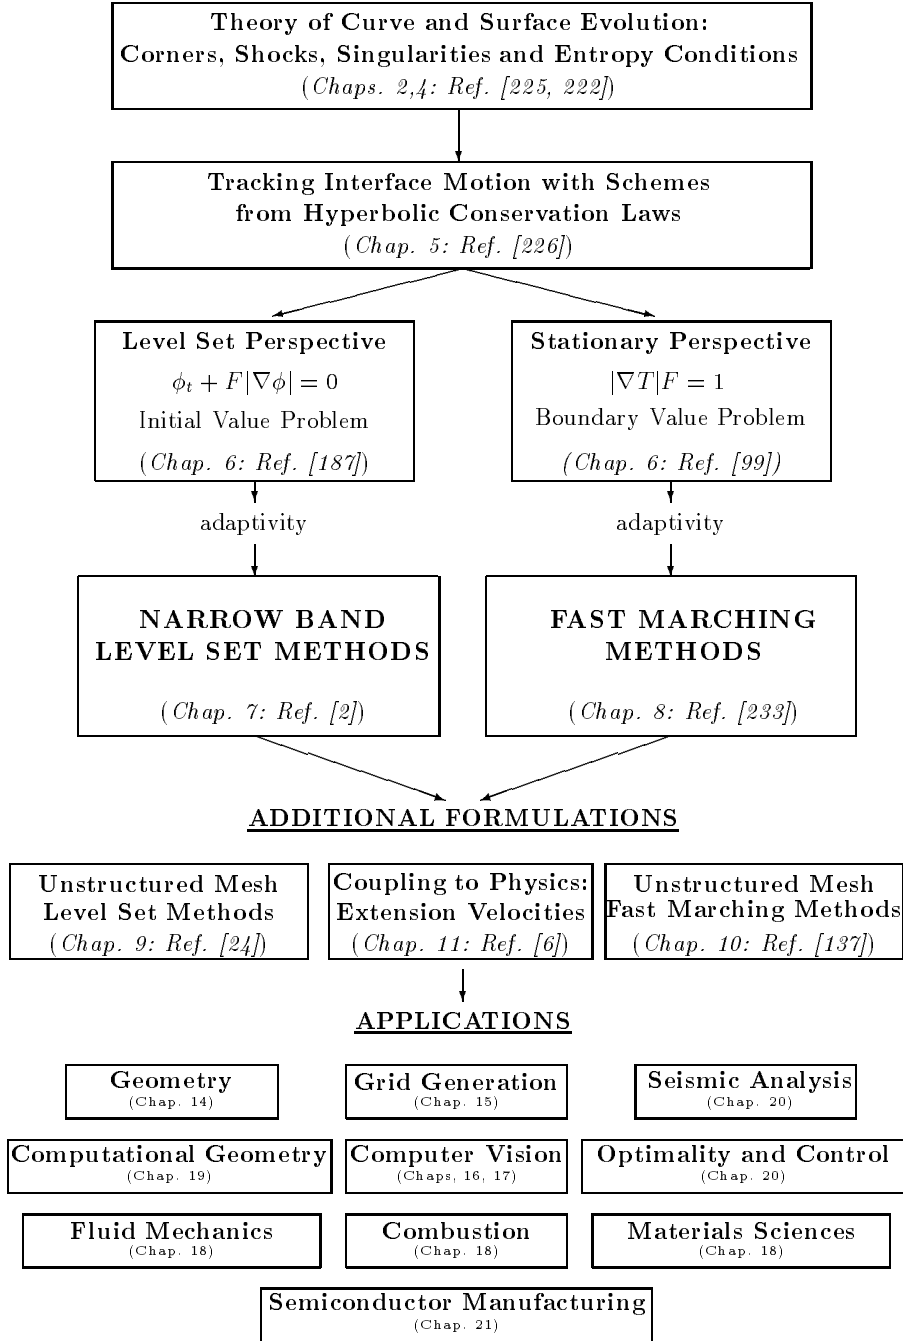 Theory of Curve and Surface Evolution:
Corners, Shocks, Singularities and Entropy Conditions
(Chaps. 2,4: Ref. [225, 222])
Tracking Interface Motion with Schemes
from Hyperbolic Conservation Laws
(Chap. 5: Ref. [226])
Level Set Perspective
ϕₜ + F|∇ϕ| = 0
Initial Value Problem
(Chap. 6: Ref. [187])
Stationary Perspective
|∇T|F = 1
Boundary Value Problem
(Chap. 6: Ref. [99])
adaptivity
adaptivity
NARROW BAND
LEVEL SET METHODS
(Chap. 7: Ref. [2])
FAST MARCHING
METHODS
(Chap. 8: Ref. [233])
ADDITIONAL FORMULATIONS
Unstructured Mesh
Level Set Methods
(Chap. 9: Ref. [24])
Coupling to Physics:
Extension Velocities
(Chap. 11: Ref. [6])
Unstructured Mesh
Fast Marching Methods
(Chap. 10: Ref. [137])
APPLICATIONS
Geometry
(Chap. 14)
Grid Generation
(Chap. 15)
Seismic Analysis
(Chap. 20)
Computational Geometry
(Chap. 19)
Computer Vision
(Chaps, 16, 17)
Optimality and Control
(Chap. 20)
Fluid Mechanics
(Chap. 18)
Combustion
(Chap. 18)
Materials Sciences
(Chap. 18)
Semiconductor Manufacturing
(Chap. 21)